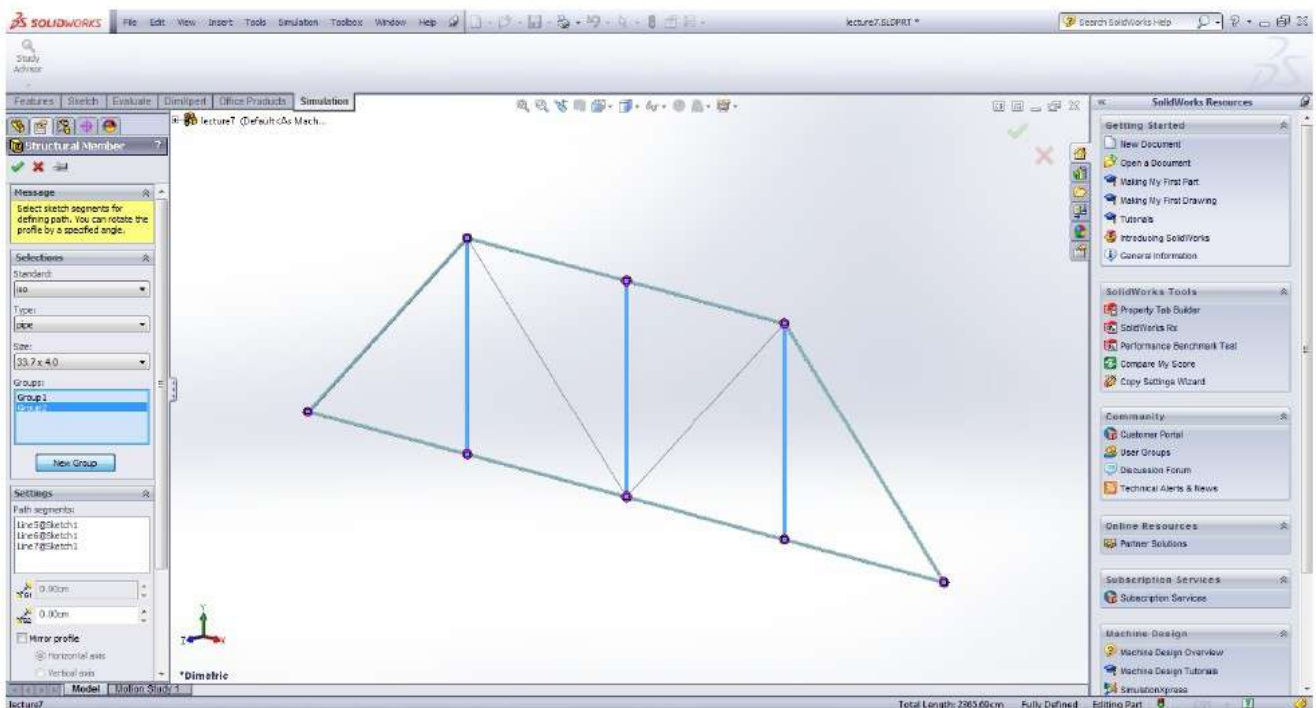 SOLIDWORKS File Edit View Insert Tools Simulation Toolbox Window Help lecture7.SLDPRT * Search SolidWorks Help
Study
Advisor
Features Sketch Evaluate DimXpert Office Products Simulation
lecture7 (Default<As Mach...
Structural Member ?
Message
Select sketch segments for
defining path. You can rotate the
profile by a specified angle.
Selections
Standard:
iso
Type:
pipe
Size:
33.7 x 4.0
Groups:
Group1
Group2
New Group
Settings
Path segments:
Line5@Sketch1
Line6@Sketch1
Line7@Sketch1
G1 0.00cm
G2 0.00cm
Mirror profile
Horizontal axis
Vertical axis
Y
Z X
*Dimetric
Model Motion Study 1
lecture7 Total Length: 2865.60cm Fully Defined Editing Part
SolidWorks Resources
Getting Started
New Document
Open a Document
Making My First Part
Making My First Drawing
Tutorials
Introducing SolidWorks
General Information
SolidWorks Tools
Property Tab Builder
SolidWorks Rx
Performance Benchmark Test
Compare My Score
Copy Settings Wizard
Community
Customer Portal
User Groups
Discussion Forum
Technical Alerts & News
Online Resources
Partner Solutions
Subscription Services
Subscription Services
Machine Design
Machine Design Overview
Machine Design Tutorials
SimulationXpress